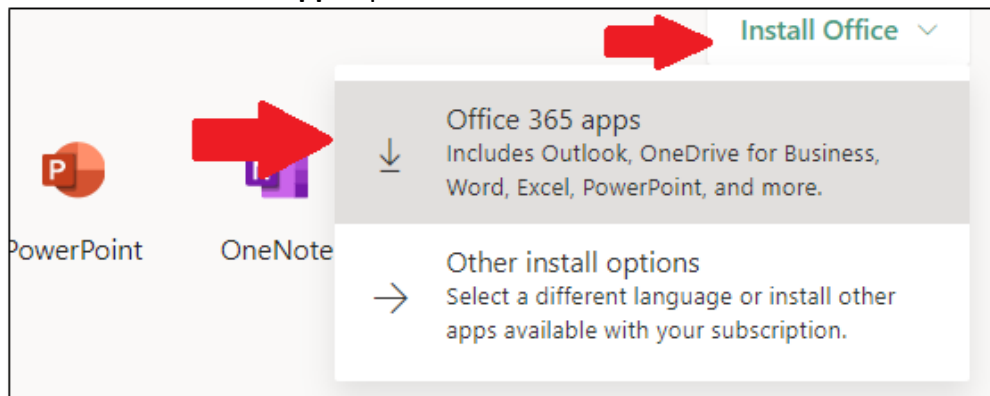 Install Office
Office 365 apps
Includes Outlook, OneDrive for Business,
Word, Excel, PowerPoint, and more.
PowerPoint OneNote
Other install options
Select a different language or install other
apps available with your subscription.